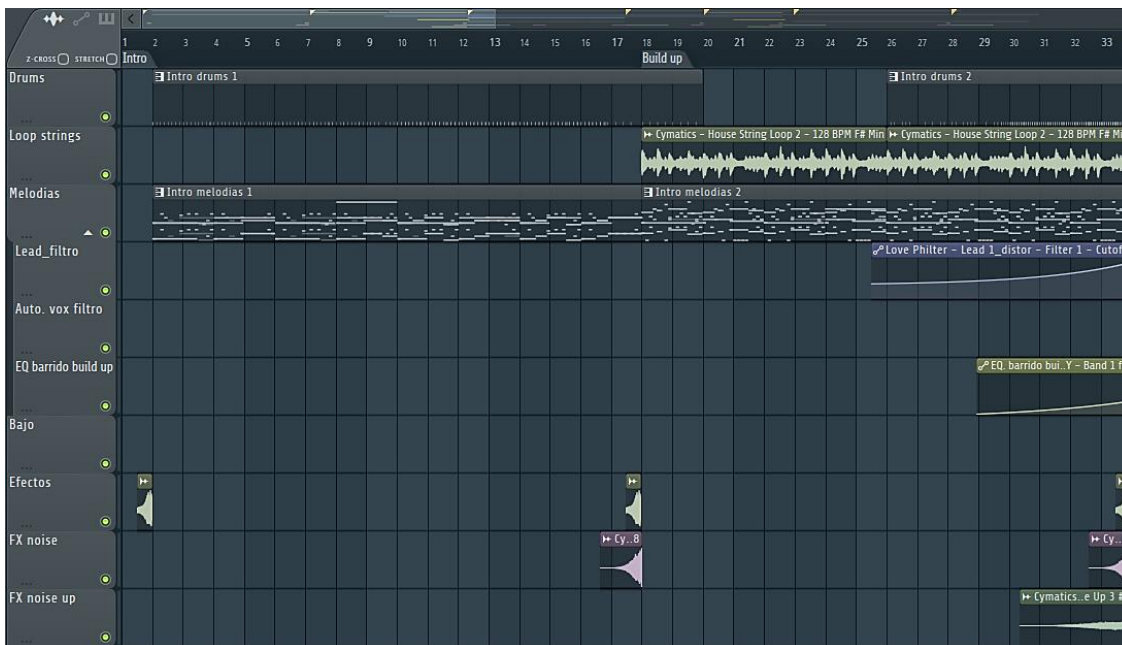 1 2 3 4 5 6 7 8 9 10 11 12 13 14 15 16 17 18 19 20 21 22 23 24 25 26 27 28 29 30 31 32 33
Z-CROSS STRETCH Intro Build up
Drums Intro drums 1 Intro drums 2
Loop strings Cymatics - House String Loop 2 - 128 BPM F# Min Cymatics - House String Loop 2 - 128 BPM F# Mi
Melodias Intro melodias 1 Intro melodias 2
Lead_filtro Love Philter - Lead 1_distor - Filter 1 - Cutof
Auto. vox filtro
EQ barrido build up EQ. barrido bui..Y - Band 1 f
Bajo
Efectos
FX noise Cy..8 Cy..
FX noise up Cymatics..e Up 3 #